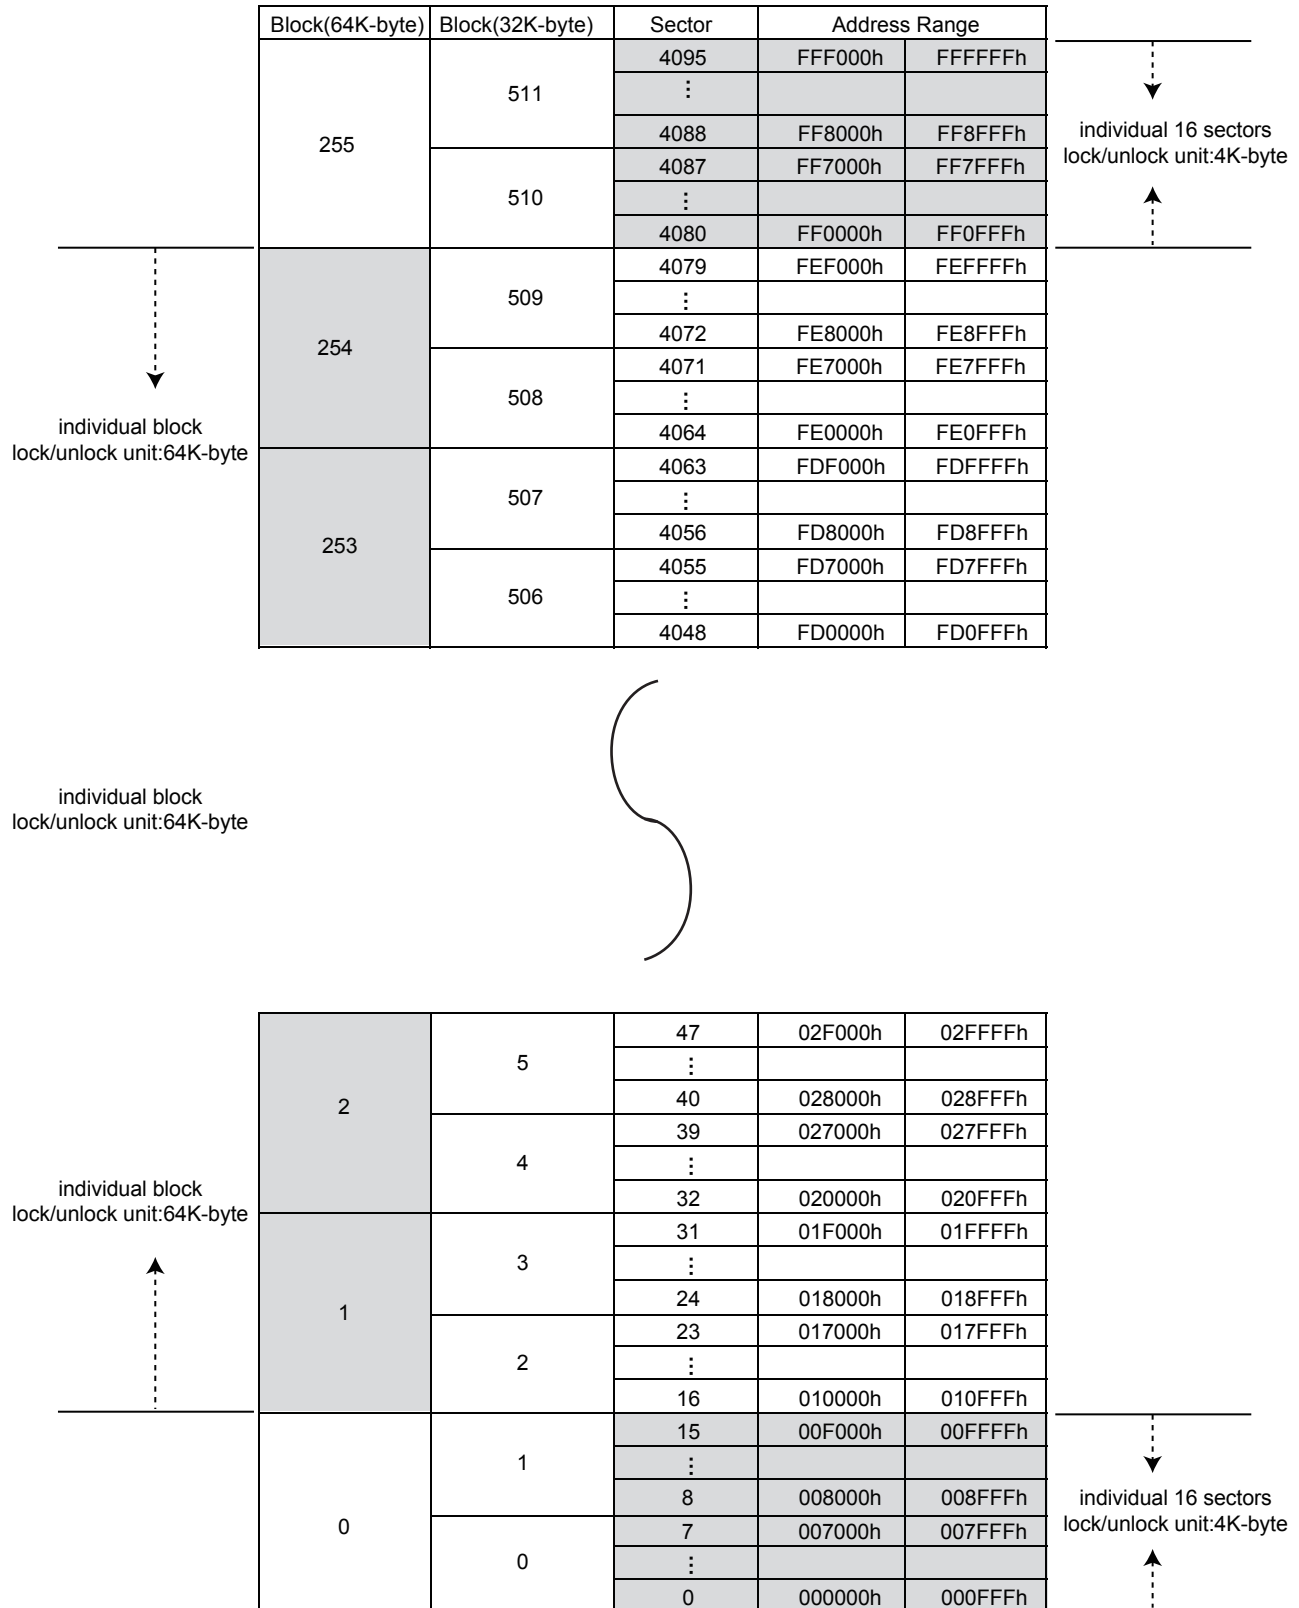 Block(64K-byte) Block(32K-byte) Sector Address Range
4095 FFF000h FFFFFFh
511 ⋮
255 4088 FF8000h FF8FFFh individual 16 sectors
4087 FF7000h FF7FFFh lock/unlock unit:4K-byte
510 ⋮
4080 FF0000h FF0FFFh
4079 FEF000h FEFFFFh
509 ⋮
4072 FE8000h FE8FFFh
254
4071 FE7000h FE7FFFh
508 ⋮
individual block 4064 FE0000h FE0FFFh
lock/unlock unit:64K-byte 4063 FDF000h FDFFFFh
507 ⋮
4056 FD8000h FD8FFFh
253
4055 FD7000h FD7FFFh
506 ⋮
4048 FD0000h FD0FFFh
individual block
lock/unlock unit:64K-byte
47 02F000h 02FFFFh
5 ⋮
2 40 028000h 028FFFh
39 027000h 027FFFh
4 ⋮
individual block 32 020000h 020FFFh
lock/unlock unit:64K-byte 31 01F000h 01FFFFh
3 ⋮
24 018000h 018FFFh
1
23 017000h 017FFFh
2 ⋮
16 010000h 010FFFh
15 00F000h 00FFFFh
1 ⋮
8 008000h 008FFFh individual 16 sectors
0 7 007000h 007FFFh lock/unlock unit:4K-byte
0 ⋮
0 000000h 000FFFh